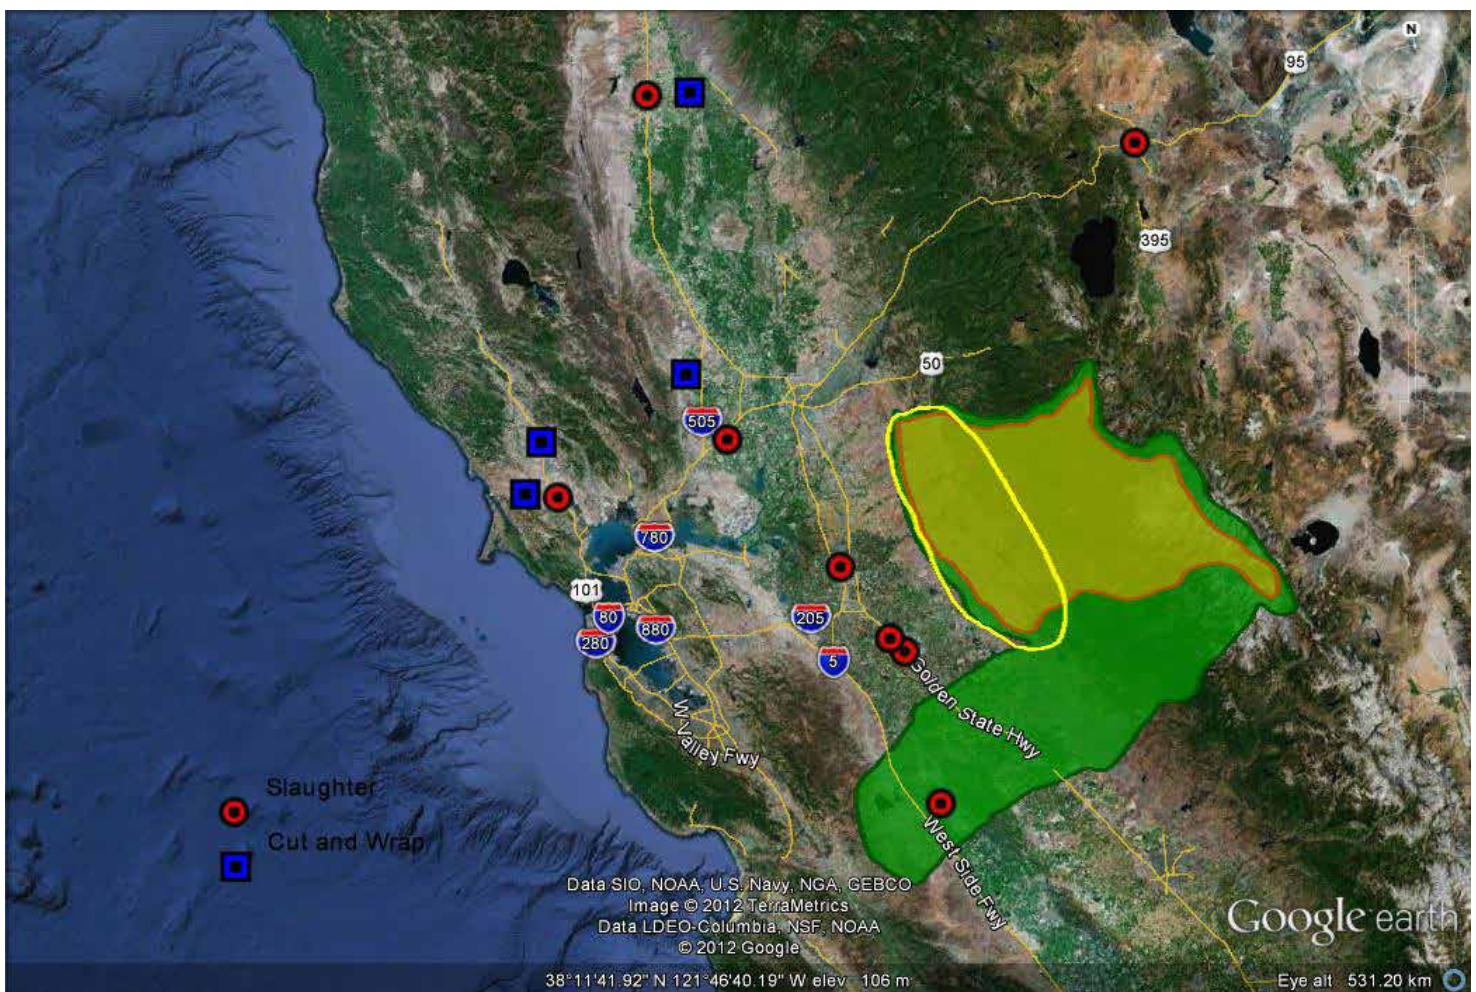 N
95
395
50
505
780
101
80
880
205
280
5
Golden State Hwy
W Valley Fwy
Slaughter
Cut and Wrap
West Side Fwy
Data SIO, NOAA, U.S. Navy, NGA, GEBCO
Image © 2012 TerraMetrics
Data LDEO-Columbia, NSF, NOAA
© 2012 Google
Google earth
38°11'41.92" N 121°46'40.19" W elev 106 m
Eye alt 531.20 km